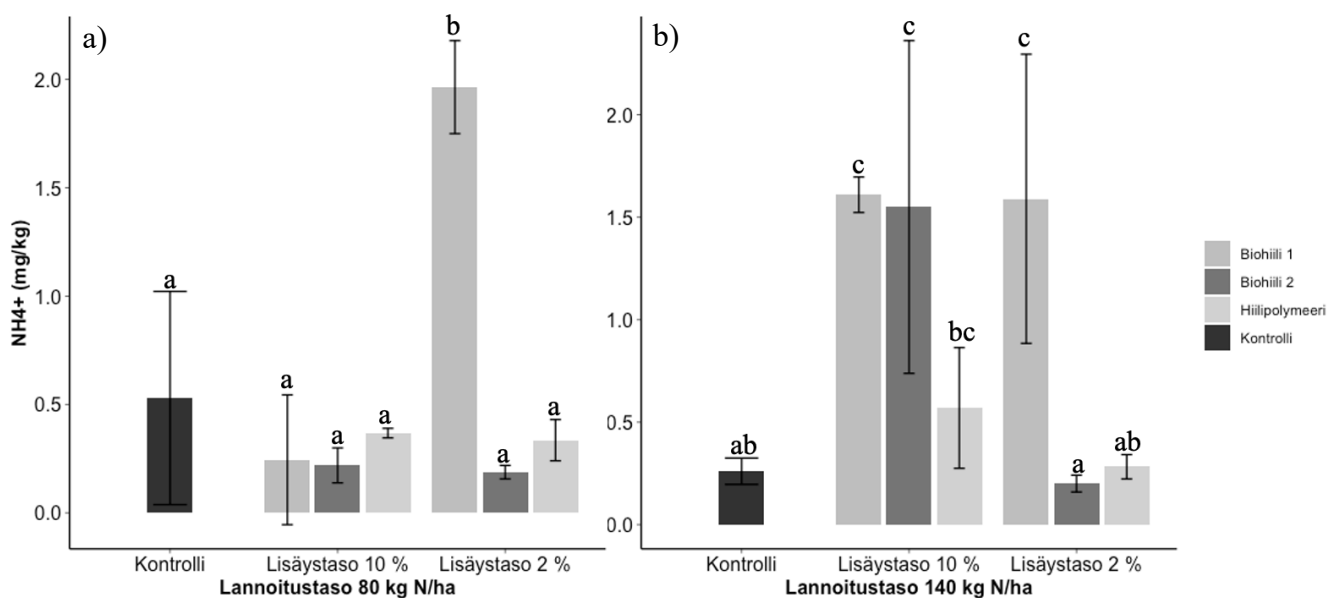 a)
NH4+ (mg/kg)
2.0
1.5
1.0
0.5
0.0
a
a
a
a
b
a
a
Kontrolli
Lisäystaso 10 %
Lisäystaso 2 %
Lannoitustaso 80 kg N/ha
b)
2.0
1.5
1.0
0.5
0.0
ab
c
c
bc
c
a
ab
Kontrolli
Lisäystaso 10 %
Lisäystaso 2 %
Lannoitustaso 140 kg N/ha
Biohiili 1
Biohiili 2
Hiilipolymeeri
Kontrolli